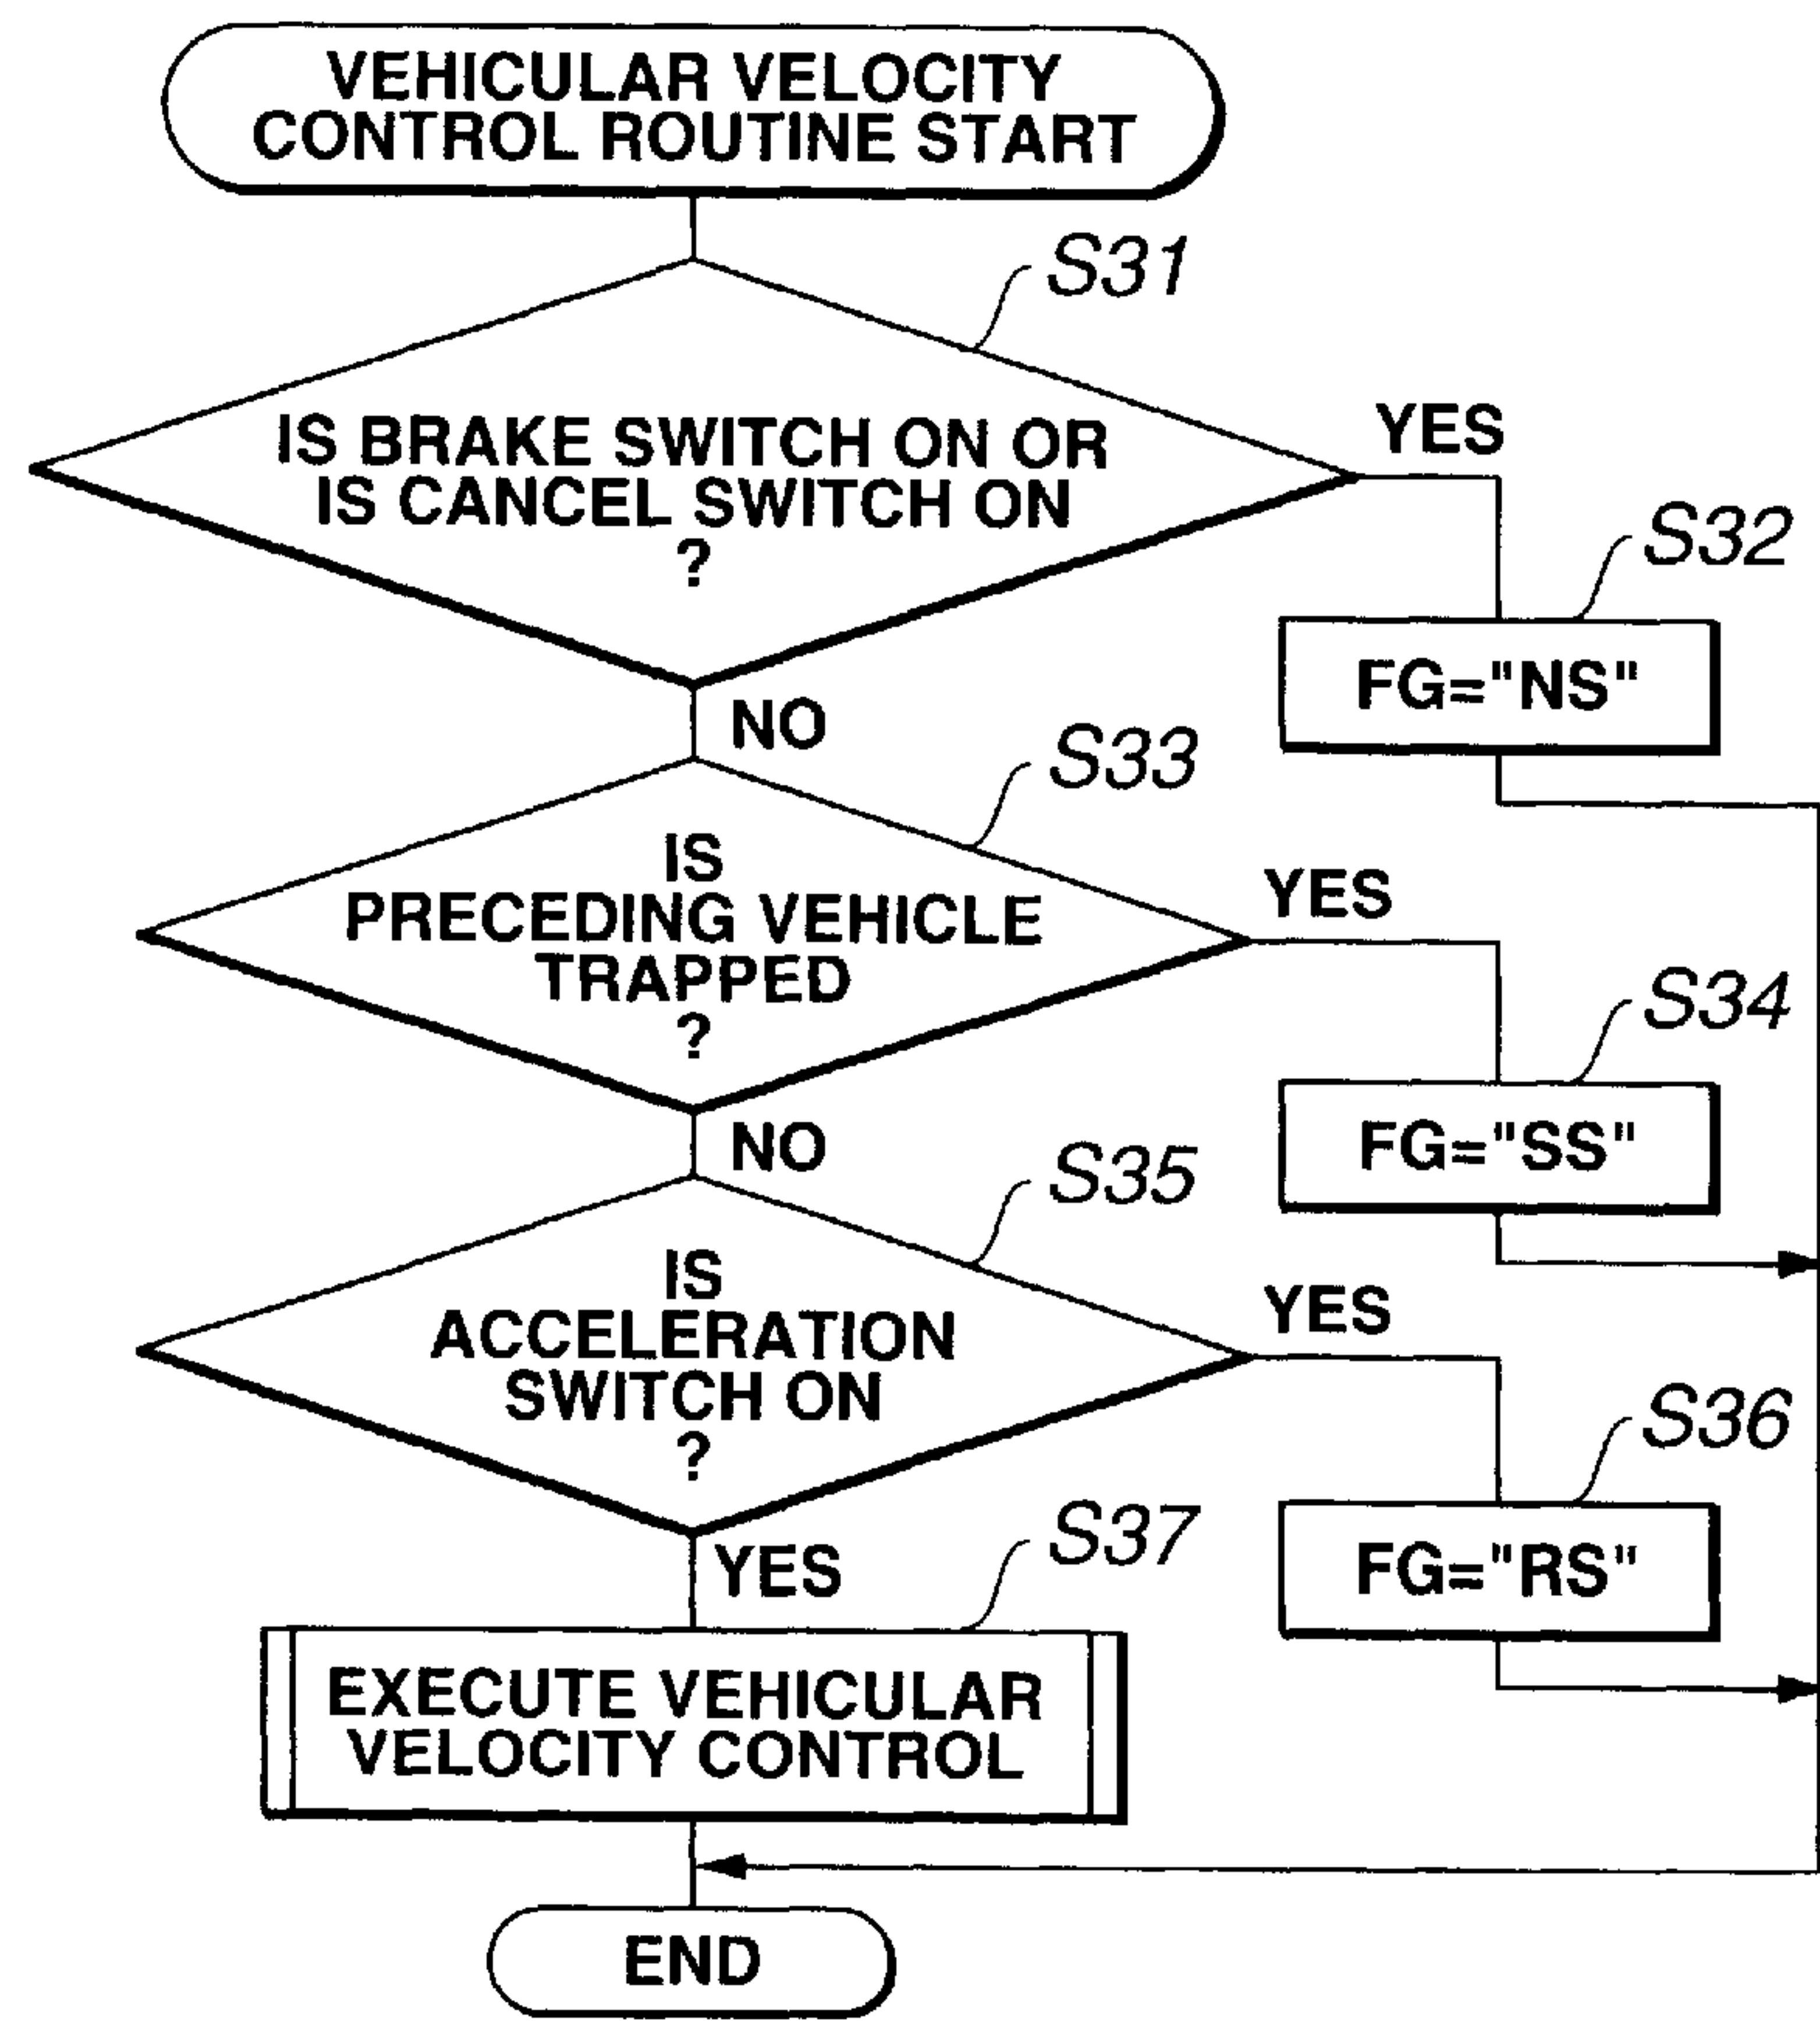 VEHICULAR VELOCITY
CONTROL ROUTINE START
S31
IS BRAKE SWITCH ON OR
IS CANCEL SWITCH ON
?
YES
S32
FG="NS"
NO
S33
IS
PRECEDING VEHICLE
TRAPPED
?
YES
S34
FG="SS"
NO
S35
IS
ACCELERATION
SWITCH ON
?
YES
S36
FG="RS"
YES
S37
EXECUTE VEHICULAR
VELOCITY CONTROL
END